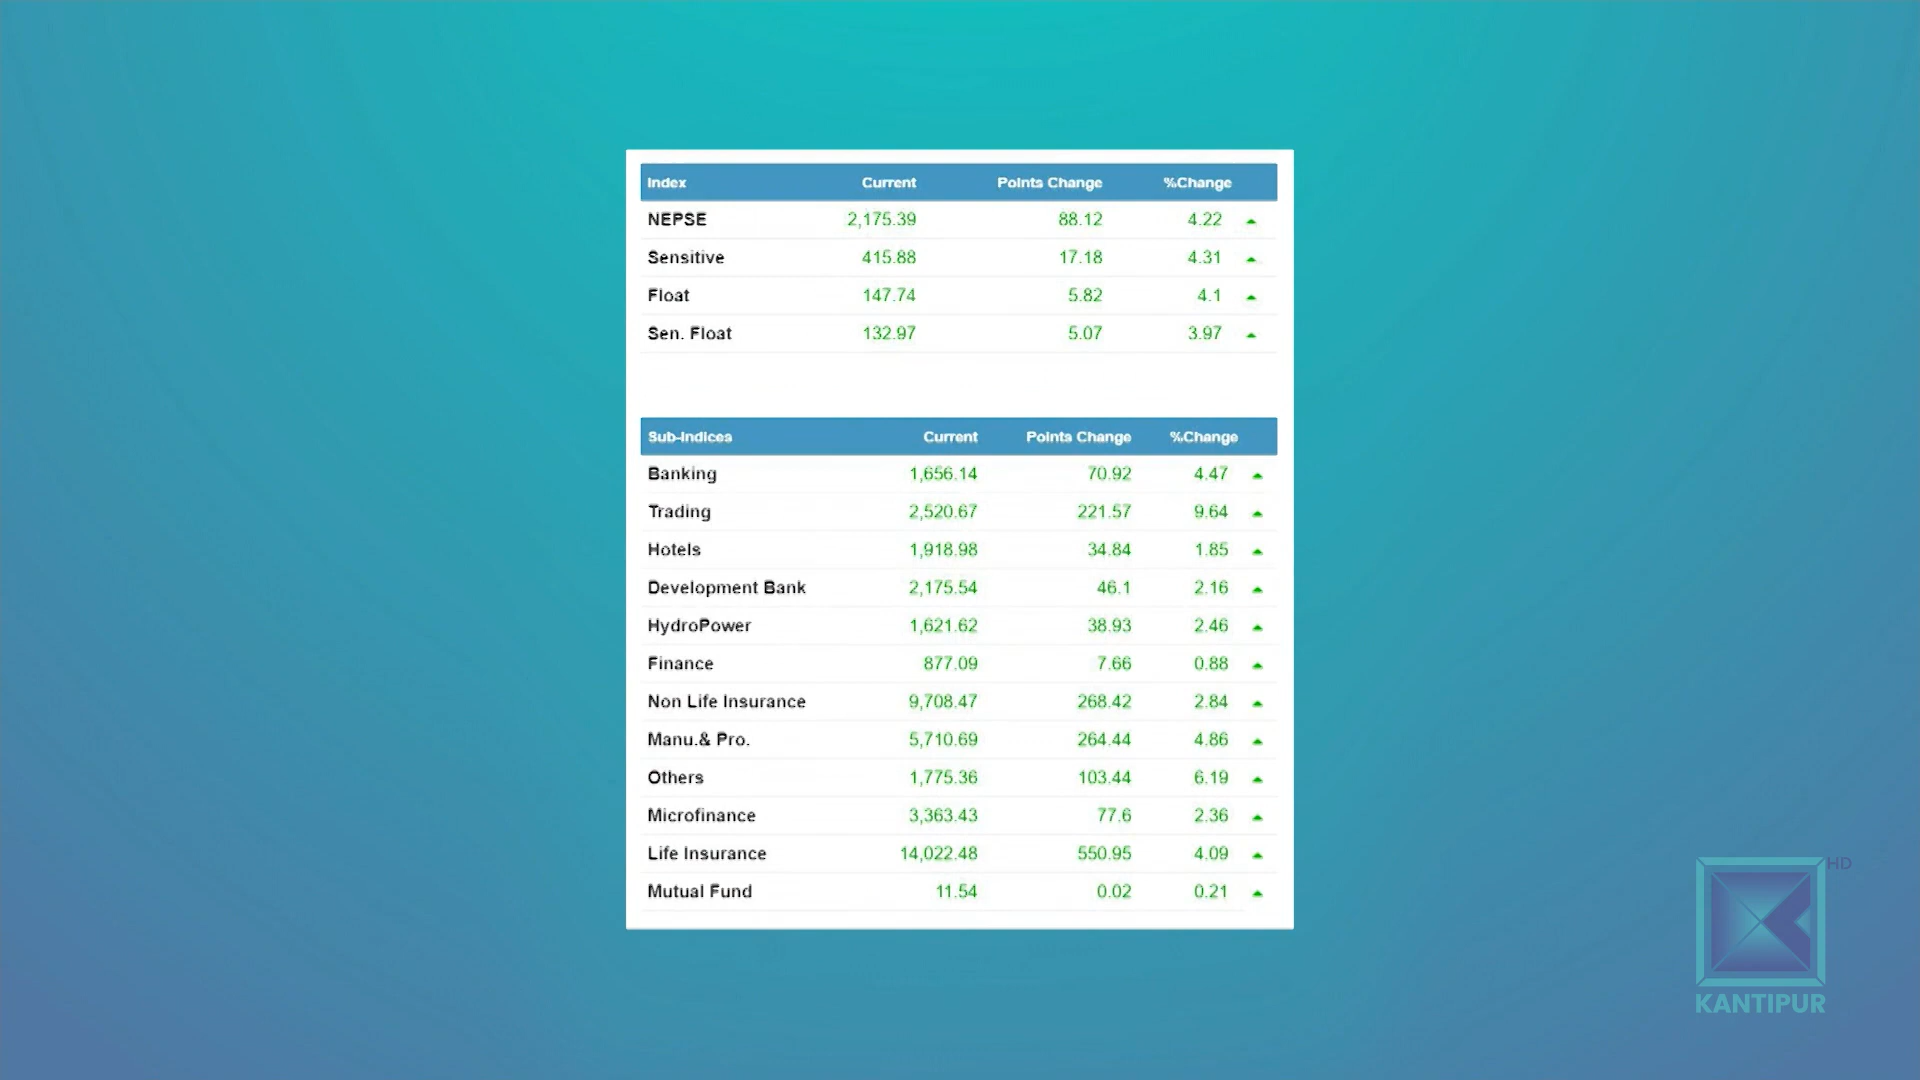 Index Current Points Change %Change
NEPSE 2,175.39 88.12 4.22
Sensitive 415.88 17.18 4.31
Float 147.74 5.82 4.1
Sen. Float 132.97 5.07 3.97
Sub-Indices Current Points Change %Change
Banking 1,656.14 70.92 4.47
Trading 2,520.67 221.57 9.64
Hotels 1,918.98 34.84 1.85
Development Bank 2,175.54 46.1 2.16
HydroPower 1,621.62 38.93 2.46
Finance 877.09 7.66 0.88
Non Life Insurance 9,708.47 268.42 2.84
Manu.& Pro. 5,710.69 264.44 4.86
Others 1,775.36 103.44 6.19
Microfinance 3,363.43 77.6 2.36
Life Insurance 14,022.48 550.95 4.09
Mutual Fund 11.54 0.02 0.21
HD
KANTIPUR